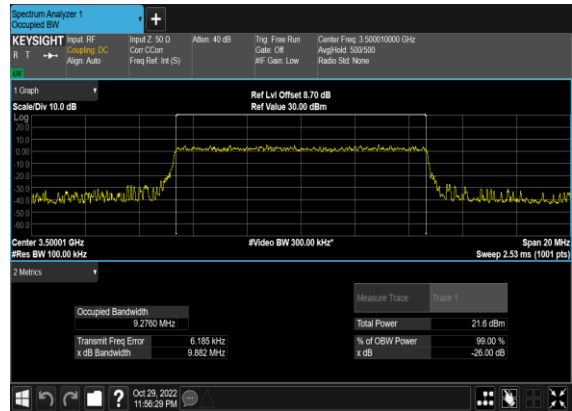 Spectrum Analyzer 1
Occupied BW
+
KEYSIGHT Input: RF Input Z: 50 Ω Atten: 40 dB Trig: Free Run Center Freq: 3.500010000 GHz
R T Coupling: DC Corr CCorr Gate: Off Avg|Hold: 500/500
Align: Auto Freq Ref: Int (S) #IF Gain: Low Radio Std: None
LW
1 Graph
Ref Lvl Offset 8.70 dB
Scale/Div 10.0 dB Ref Value 30.00 dBm
Log
20.0
10.0
0.00
-10.0
-20.0
-30.0
-40.0
-50.0
-60.0
Center 3.50001 GHz #Video BW 300.00 kHz* Span 20 MHz
#Res BW 100.00 kHz Sweep 2.53 ms (1001 pts)
2 Metrics
Measure Trace Trace 1
Occupied Bandwidth
9.2760 MHz Total Power 21.6 dBm
Transmit Freq Error 6.185 kHz % of OBW Power 99.00 %
x dB Bandwidth 9.882 MHz x dB -26.00 dB
? Oct 29, 2022
11:56:29 PM